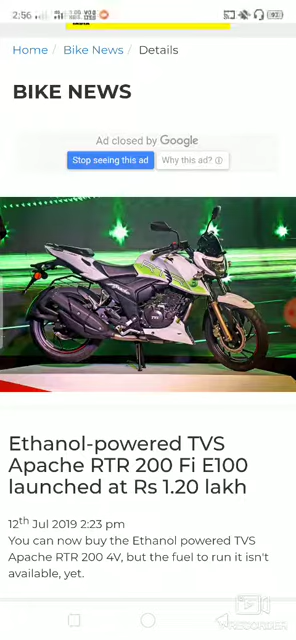 2:56
Home / Bike News / Details
BIKE NEWS
Ad closed by Google
Stop seeing this ad Why this ad?
Ethanol-powered TVS
Apache RTR 200 Fi E100
launched at Rs 1.20 lakh
12th Jul 2019 2:23 pm
You can now buy the Ethanol powered TVS
Apache RTR 200 4V, but the fuel to run it isn't
available, yet.
RECORDER